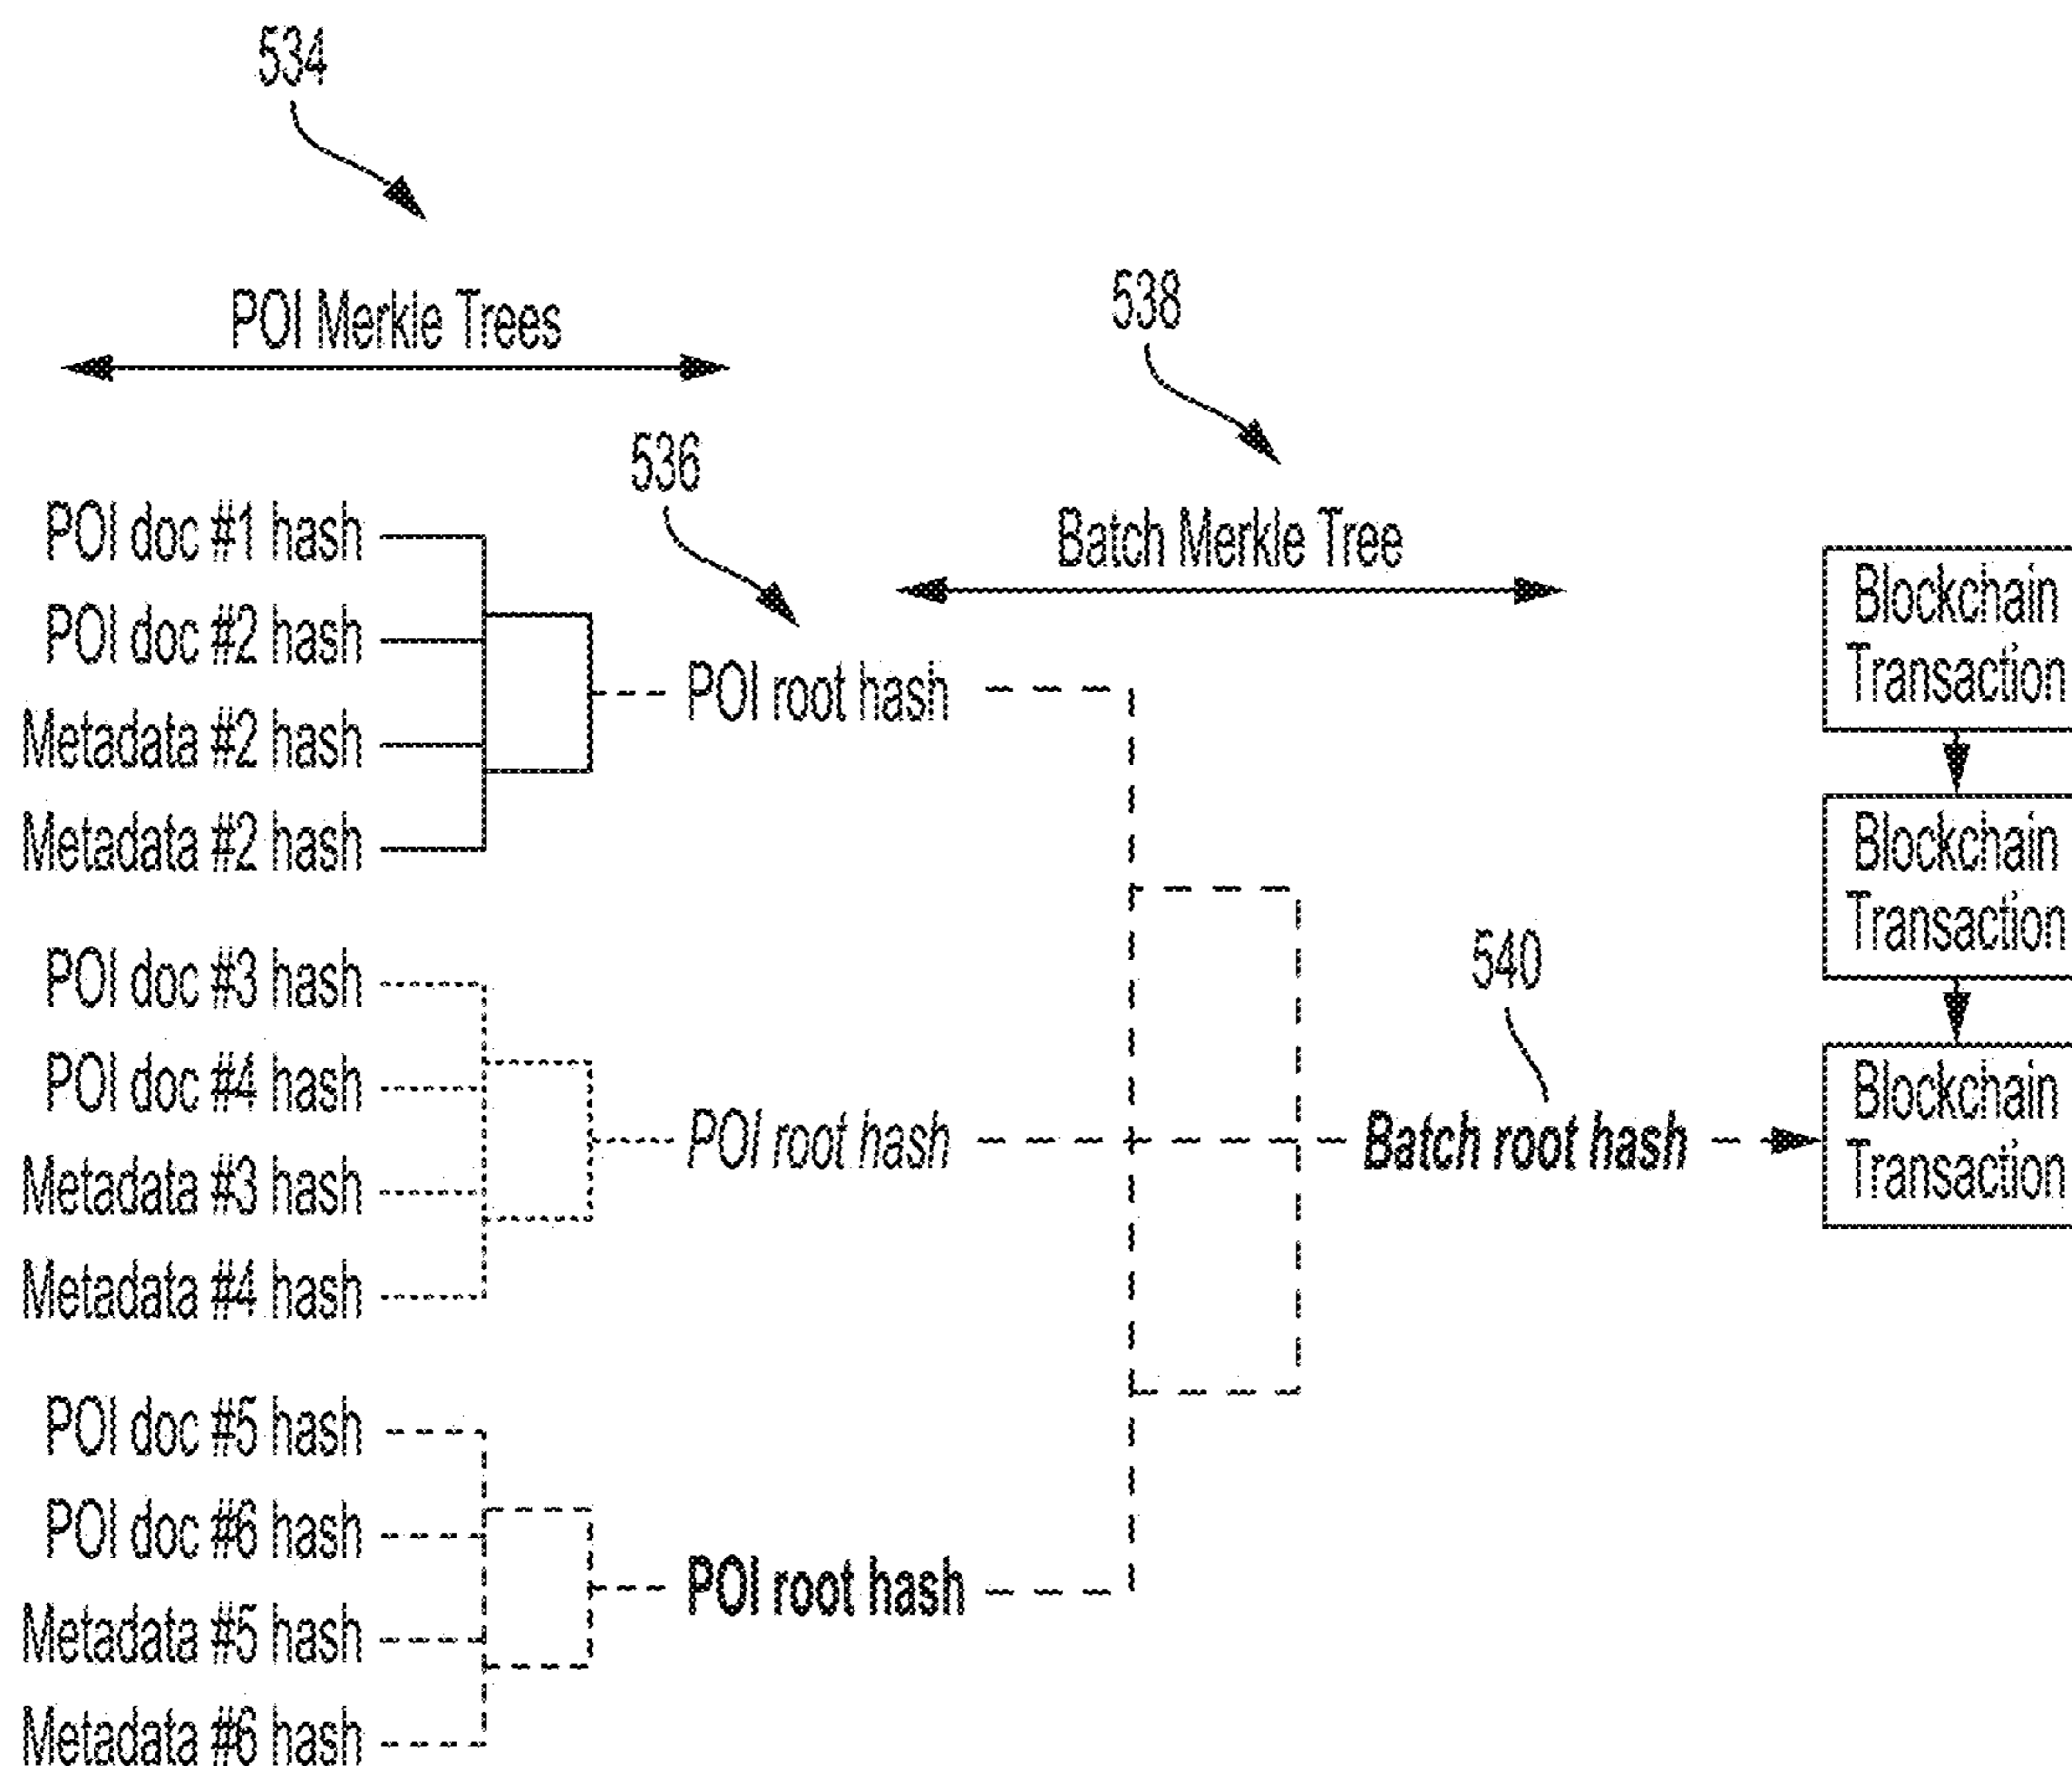 534
POI Merkle Trees
538
536
Batch Merkle Tree
POI doc #1 hash
POI doc #2 hash
Metadata #2 hash
Metadata #2 hash
POI root hash
POI doc #3 hash
POI doc #4 hash
Metadata #3 hash
Metadata #4 hash
POI root hash
POI doc #5 hash
POI doc #6 hash
Metadata #5 hash
Metadata #6 hash
POI root hash
540
Batch root hash
Blockchain
Transaction
Blockchain
Transaction
Blockchain
Transaction